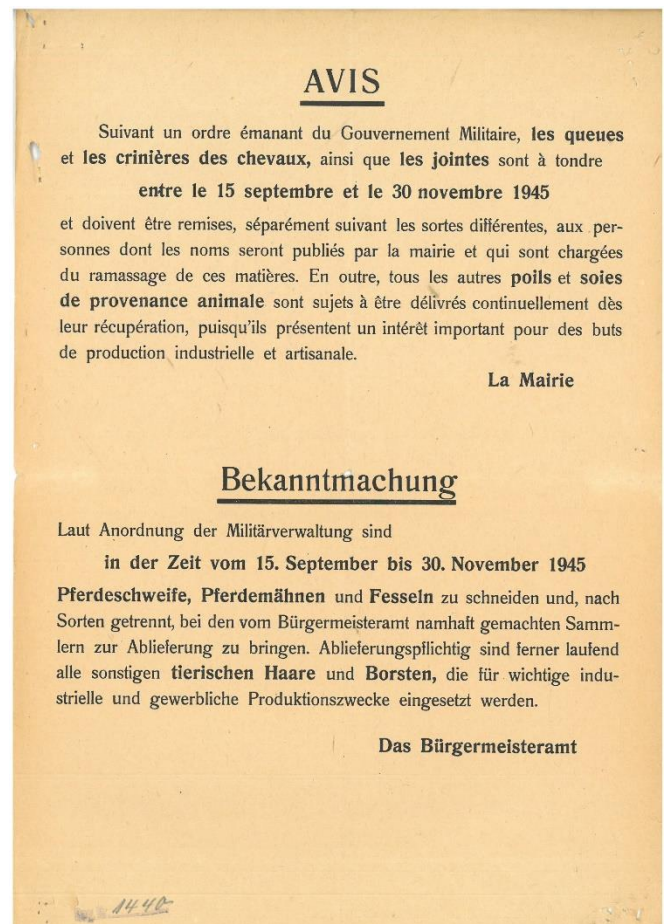 AVIS
Suivant un ordre émanant du Gouvernement Militaire, les queues
et les crinières des chevaux, ainsi que les jointes sont à tondre
entre le 15 septembre et le 30 novembre 1945
et doivent être remises, séparément suivant les sortes différentes, aux per-
sonnes dont les noms seront publiés par la mairie et qui sont chargées
du ramassage de ces matières. En outre, tous les autres poils et soies
de provenance animale sont sujets à être délivrés continuellement dès
leur récupération, puisqu'ils présentent un intérêt important pour des buts
de production industrielle et artisanale.
La Mairie
Bekanntmachung
Laut Anordnung der Militärverwaltung sind
in der Zeit vom 15. September bis 30. November 1945
Pferdeschweife, Pferdemähnen und Fesseln zu schneiden und, nach
Sorten getrennt, bei den vom Bürgermeisteramt namhaft gemachten Samm-
lern zur Ablieferung zu bringen. Ablieferungspflichtig sind ferner laufend
alle sonstigen tierischen Haare und Borsten, die für wichtige indu-
strielle und gewerbliche Produktionszwecke eingesetzt werden.
Das Bürgermeisteramt
1440